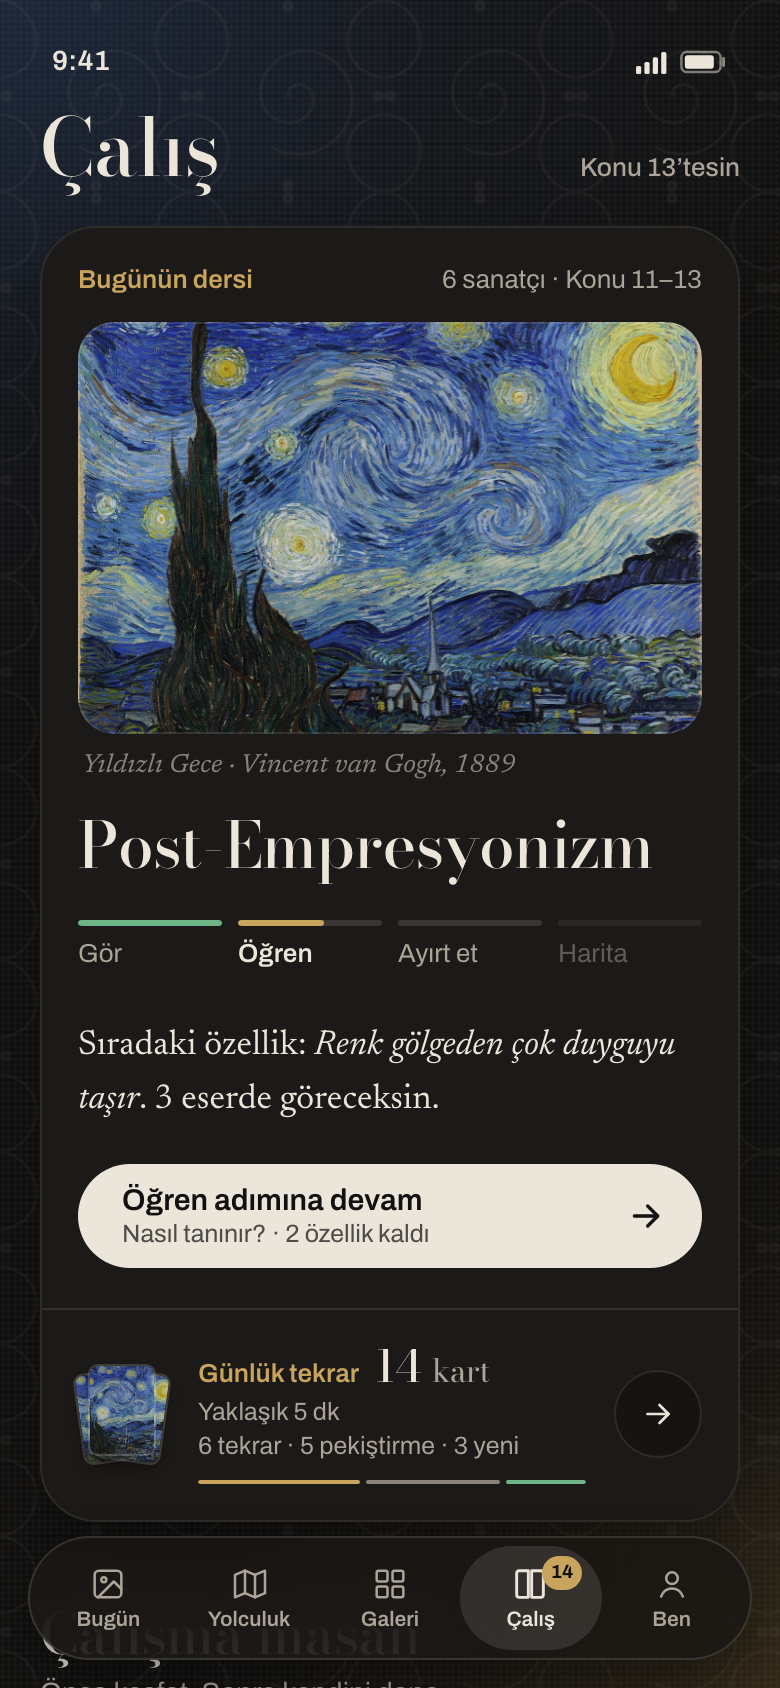 9:41
Çalış
Konu 13’tesin
Bugünün dersi
6 sanatçı · Konu 11–13
Yıldızlı Gece · Vincent van Gogh, 1889
Post-Empresyonizm
Gör
Öğren
Ayırt et
Harita
Sıradaki özellik: Renk gölgeden çok duyguyu
taşır. 3 eserde göreceksin.
Öğren adımına devam
Nasıl tanınır? · 2 özellik kaldı
Günlük tekrar 14 kart
Yaklaşık 5 dk
6 tekrar · 5 pekiştirme · 3 yeni
14
Bugün
Yolculuk
Galeri
Çalış
Ben
Çalışma masan